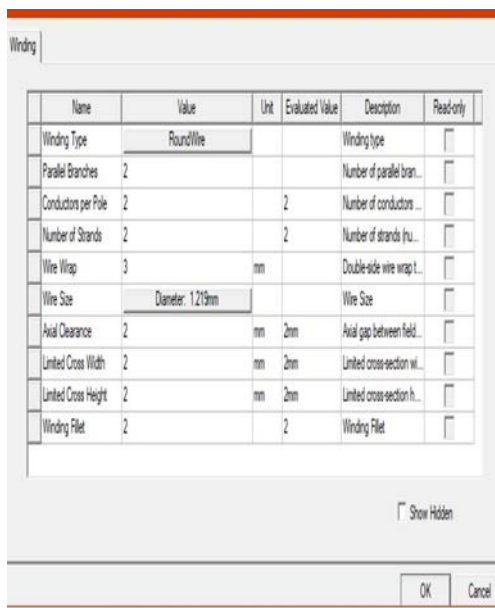 Winding
Name Value Unit Evaluated Value Description Read-only
Winding Type RoundWire Winding type
Parallel Branches 2 Number of parallel bran...
Conductors per Pole 2 2 Number of conductors ...
Number of Strands 2 2 Number of strands (nu...
Wire Wrap 3 mm Double-side wire wrap t...
Wire Size Diameter: 1.219mm Wire Size
Axial Clearance 2 mm 2mm Axial gap between field...
Limited Cross Width 2 mm 2mm Limited cross-section wi...
Limited Cross Height 2 mm 2mm Limited cross-section h...
Winding Fillet 2 2 Winding Fillet
Show Hidden
OK Cancel